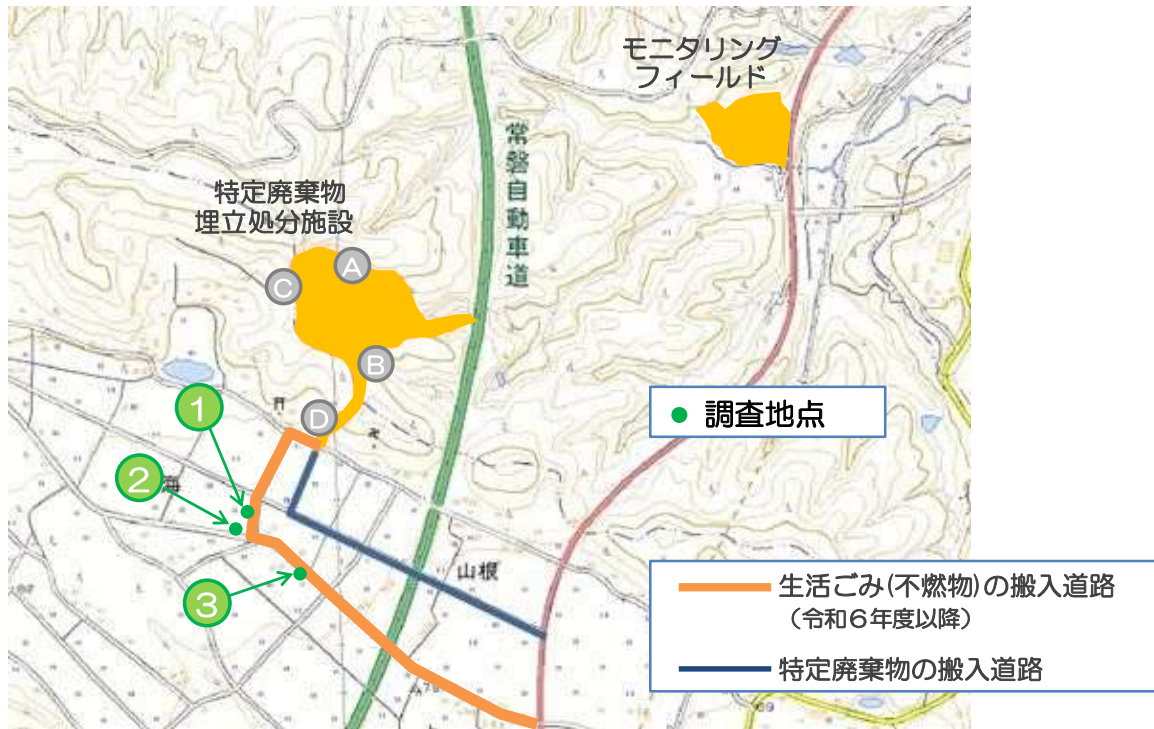 モニタリング
フィールド
常磐自動車道
特定廃棄物
埋立処分施設
A
C
B
D
1
2
海
3
山根
● 調査地点
生活ごみ(不燃物)の搬入道路
（令和６年度以降）
特定廃棄物の搬入道路
69